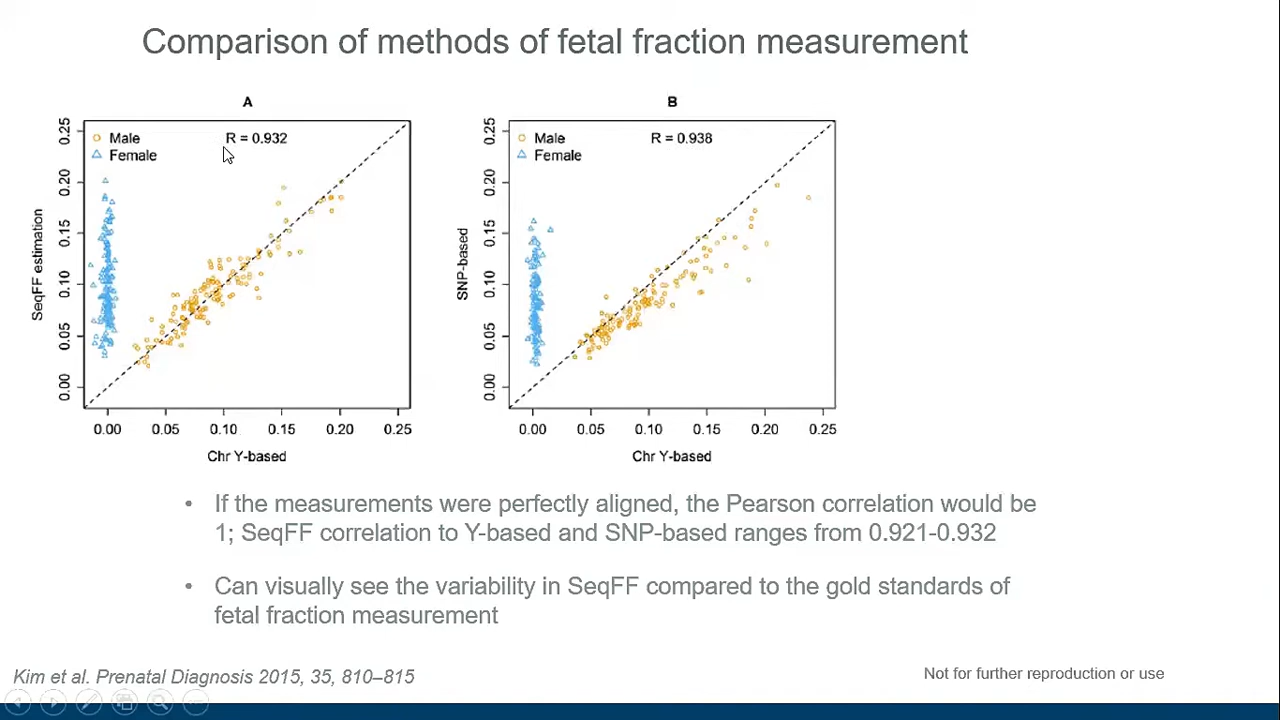 Comparison of methods of fetal fraction measurement
A
Male
R = 0.932
Female
SeqFF estimation
0.25
0.20
0.15
0.10
0.05
0.00
0.00 0.05 0.10 0.15 0.20 0.25
Chr Y-based
B
Male
R = 0.938
Female
SNP-based
0.25
0.20
0.15
0.10
0.05
0.00
0.00 0.05 0.10 0.15 0.20 0.25
Chr Y-based
• If the measurements were perfectly aligned, the Pearson correlation would be
1; SeqFF correlation to Y-based and SNP-based ranges from 0.921-0.932
• Can visually see the variability in SeqFF compared to the gold standards of
fetal fraction measurement
Kim et al. Prenatal Diagnosis 2015, 35, 810–815
Not for further reproduction or use